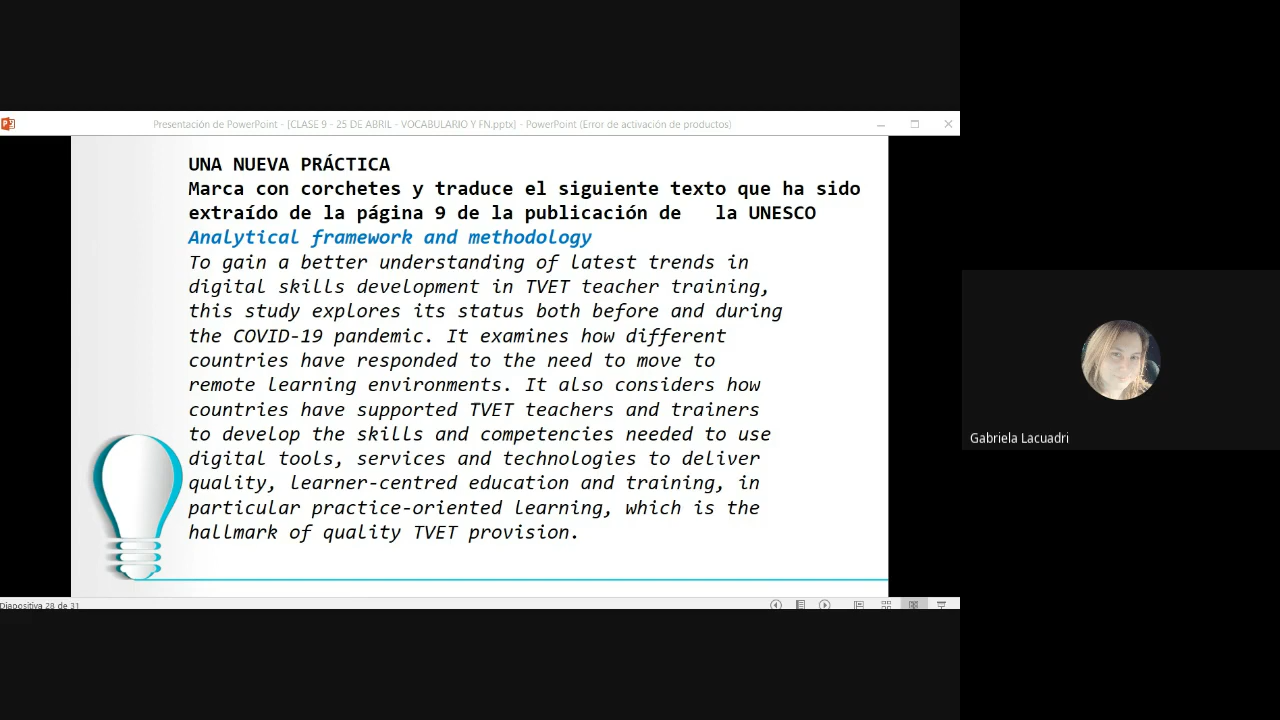 Presentación de PowerPoint - [CLASE 9 - 25 DE ABRIL - VOCABULARIO Y FN.pptx] - PowerPoint (Error de activación de productos)
UNA NUEVA PRÁCTICA
Marca con corchetes y traduce el siguiente texto que ha sido
extraído de la página 9 de la publicación de la UNESCO
Analytical framework and methodology
To gain a better understanding of latest trends in
digital skills development in TVET teacher training,
this study explores its status both before and during
the COVID-19 pandemic. It examines how different
countries have responded to the need to move to
remote learning environments. It also considers how
countries have supported TVET teachers and trainers
to develop the skills and competencies needed to use
digital tools, services and technologies to deliver
quality, learner-centred education and training, in
particular practice-oriented learning, which is the
hallmark of quality TVET provision.
Diapositiva 28 de 31
Gabriela Lacuadri